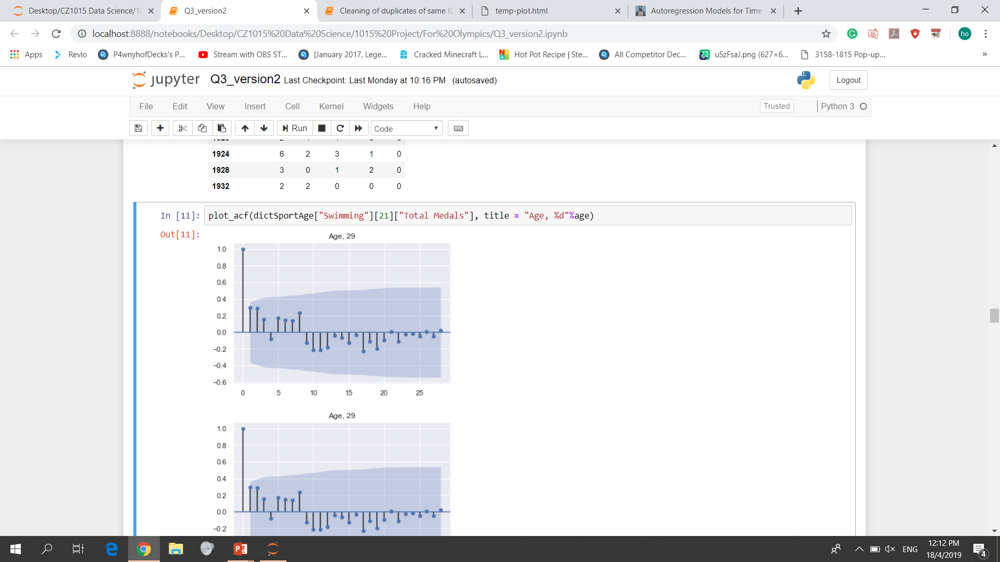 Desktop/CZ1015 Data Science/10
Q3_version2
Cleaning of duplicates of same ID
temp-plot.html
Autoregression Models for Time
localhost:8888/notebooks/Desktop/CZ1015%20Data%20Science/1015%20Project/For%20Olympics/Q3_version2.ipynb
ho
Apps
Revlo
P4wnyhofDecks's P...
Stream with OBS ST...
[January 2017, Lege...
Cracked Minecraft L...
Hot Pot Recipe | Ste...
All Competitor Dec...
uSzFsaJ.png (627×6...
3158-1815 Pop-up...
»
jupyter Q3_version2 Last Checkpoint: Last Monday at 10:16 PM (autosaved)
Logout
File Edit View Insert Cell Kernel Widgets Help
Trusted
Python 3
Run
Code
1924 6 2 3 1 0
1928 3 0 1 2 0
1932 2 2 0 0 0
In [11]: plot_acf(dictSportAge["Swimming"][21]["Total Medals"], title = "Age, %d"%age)
Out[11]:
Age, 29
1.0
0.8
0.6
0.4
0.2
0.0
−0.2
−0.4
−0.6
0 5 10 15 20 25
Age, 29
1.0
0.8
0.6
0.4
0.2
0.0
−0.2
ENG
12:12 PM
18/4/2019
4